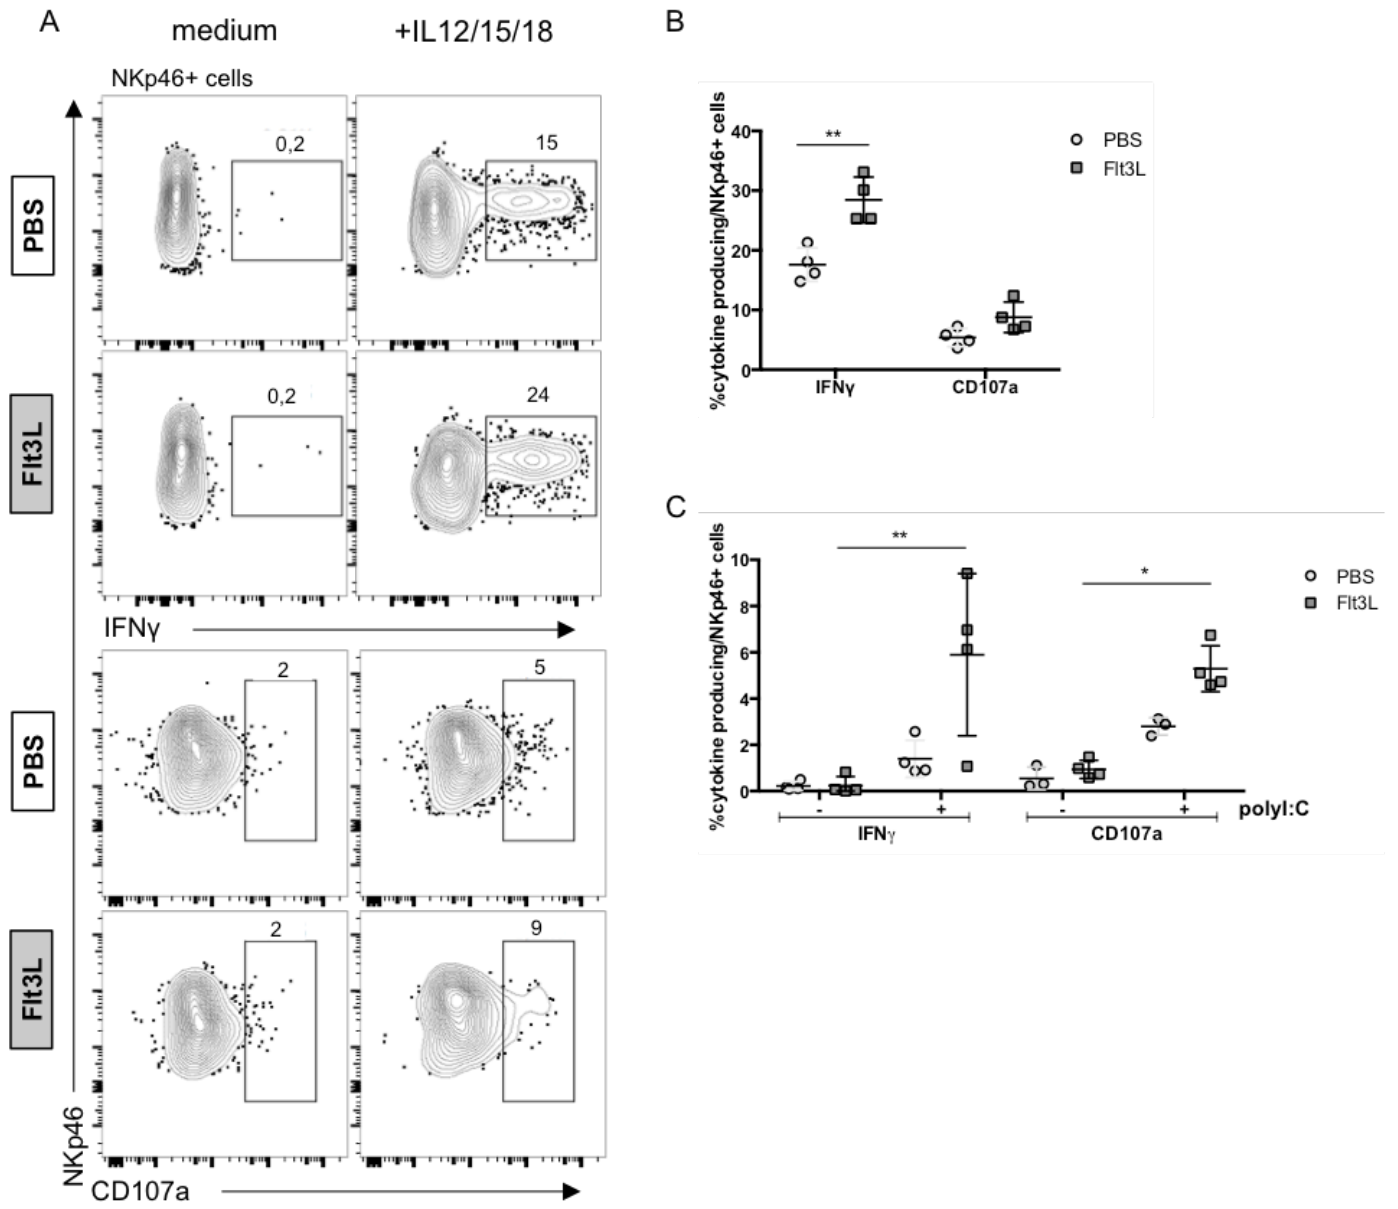 A
medium
+IL12/15/18
NKp46+ cells
PBS
0,2
15
Flt3L
0,2
24
IFNγ
PBS
2
5
Flt3L
2
9
NKp46
CD107a
B
%cytokine producing/NKp46+ cells
40
30
20
10
0
**
IFNγ
CD107a
PBS
Flt3L
C
%cytokine producing/NKp46+ cells
10
8
6
4
2
0
**
*
PBS
Flt3L
- + - + polyI:C
IFNγ
CD107a